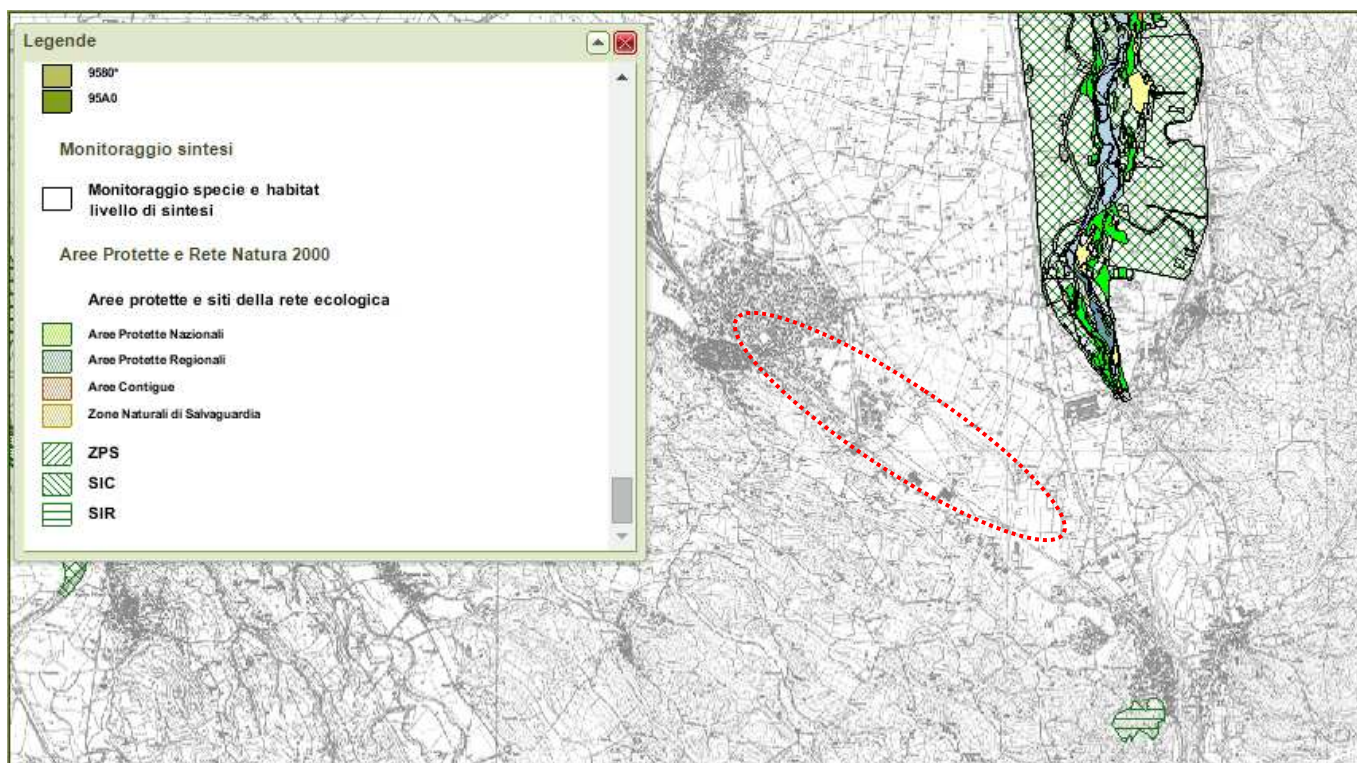 Legende
9580*
95A0
Monitoraggio sintesi
Monitoraggio specie e habitat
livello di sintesi
Aree Protette e Rete Natura 2000
Aree protette e siti della rete ecologica
Aree Protette Nazionali
Aree Protette Regionali
Aree Contigue
Zone Naturali di Salvaguardia
ZPS
SIC
SIR